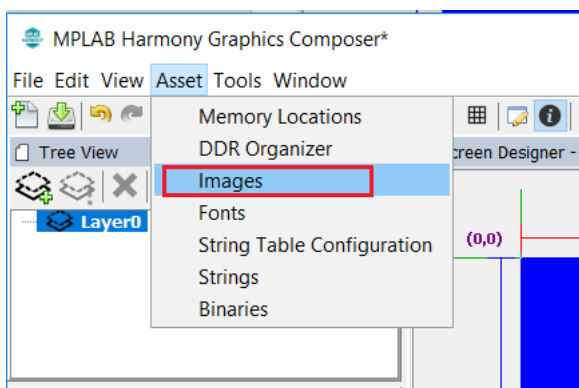 MPLAB Harmony Graphics Composer*
File Edit View Asset Tools Window
Memory Locations
Tree View
DDR Organizer
creen Designer -
Images
Layer0
Fonts
String Table Configuration
(0,0)
Strings
Binaries